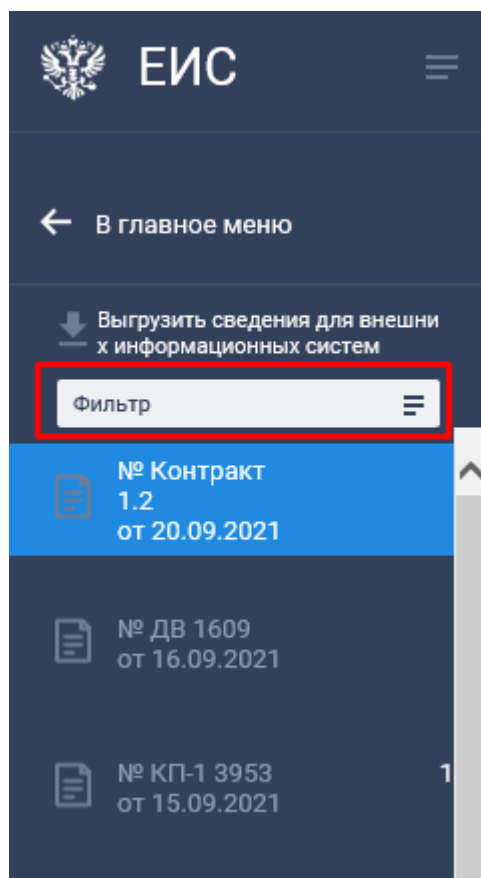 ЕИС
В главное меню
Выгрузить сведения для внешни
х информационных систем
Фильтр
№ Контракт
1.2
от 20.09.2021
№ ДВ 1609
от 16.09.2021
№ КП-1 3953 1
от 15.09.2021